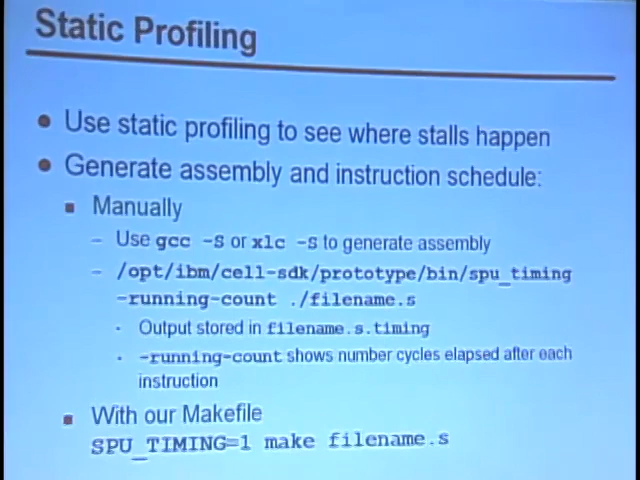 Static Profiling
● Use static profiling to see where stalls happen
● Generate assembly and instruction schedule:
■ Manually
– Use gcc -S or xlc -S to generate assembly
– /opt/ibm/cell-sdk/prototype/bin/spu_timing
-running-count ./filename.s
· Output stored in filename.s.timing
· -running-count shows number cycles elapsed after each
instruction
■ With our Makefile
SPU_TIMING=1 make filename.s